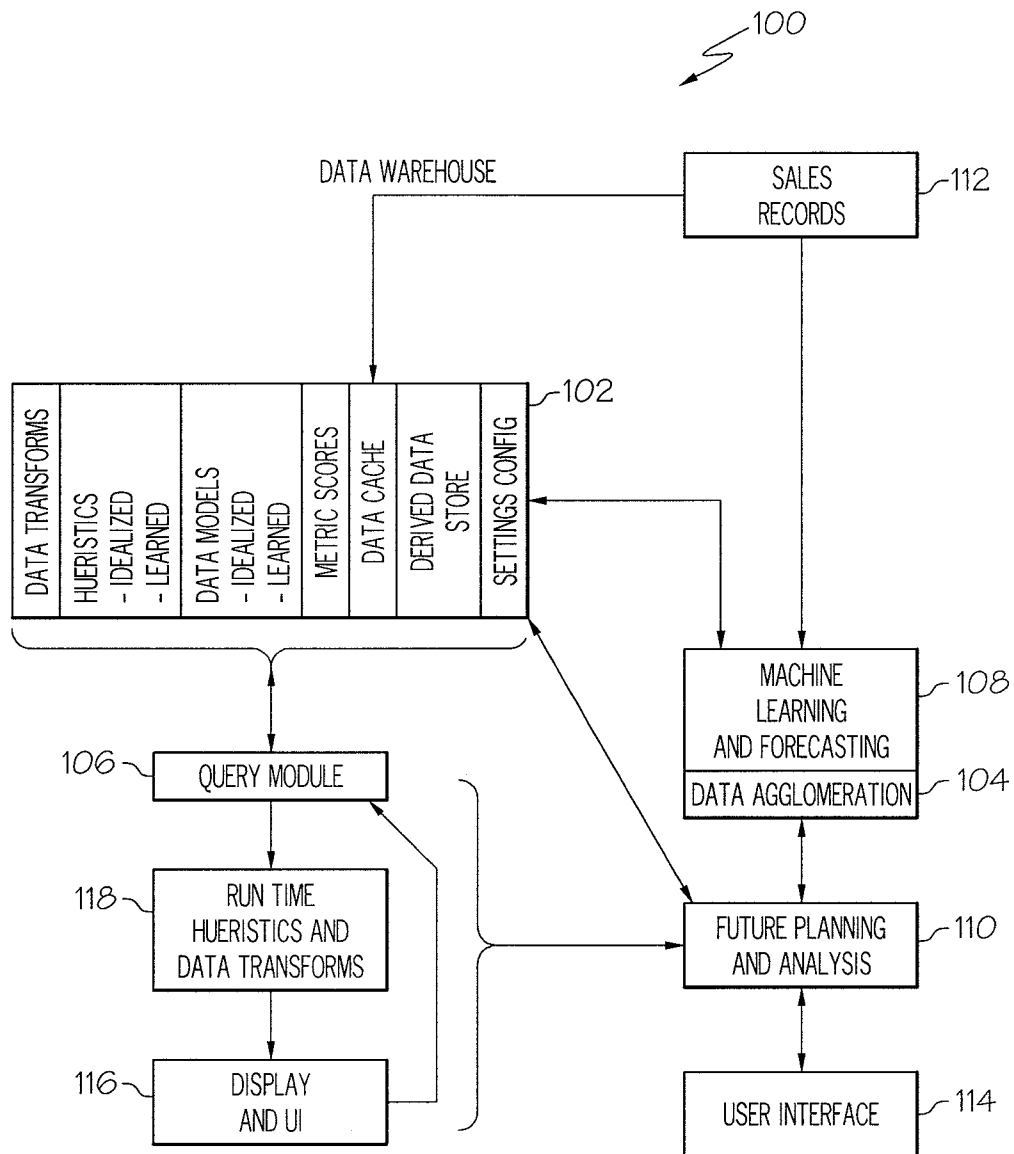 100
DATA WAREHOUSE
SALES
RECORDS
112
102
DATA TRANSFORMS
HUERISTICS
- IDEALIZED
- LEARNED
DATA MODELS
- IDEALIZED
- LEARNED
METRIC SCORES
DATA CACHE
DERIVED DATA
STORE
SETTINGS CONFIG
MACHINE
LEARNING
AND FORECASTING
108
DATA AGGLOMERATION
104
106
QUERY MODULE
118
RUN TIME
HUERISTICS AND
DATA TRANSFORMS
FUTURE PLANNING
AND ANALYSIS
110
116
DISPLAY
AND UI
USER INTERFACE
114